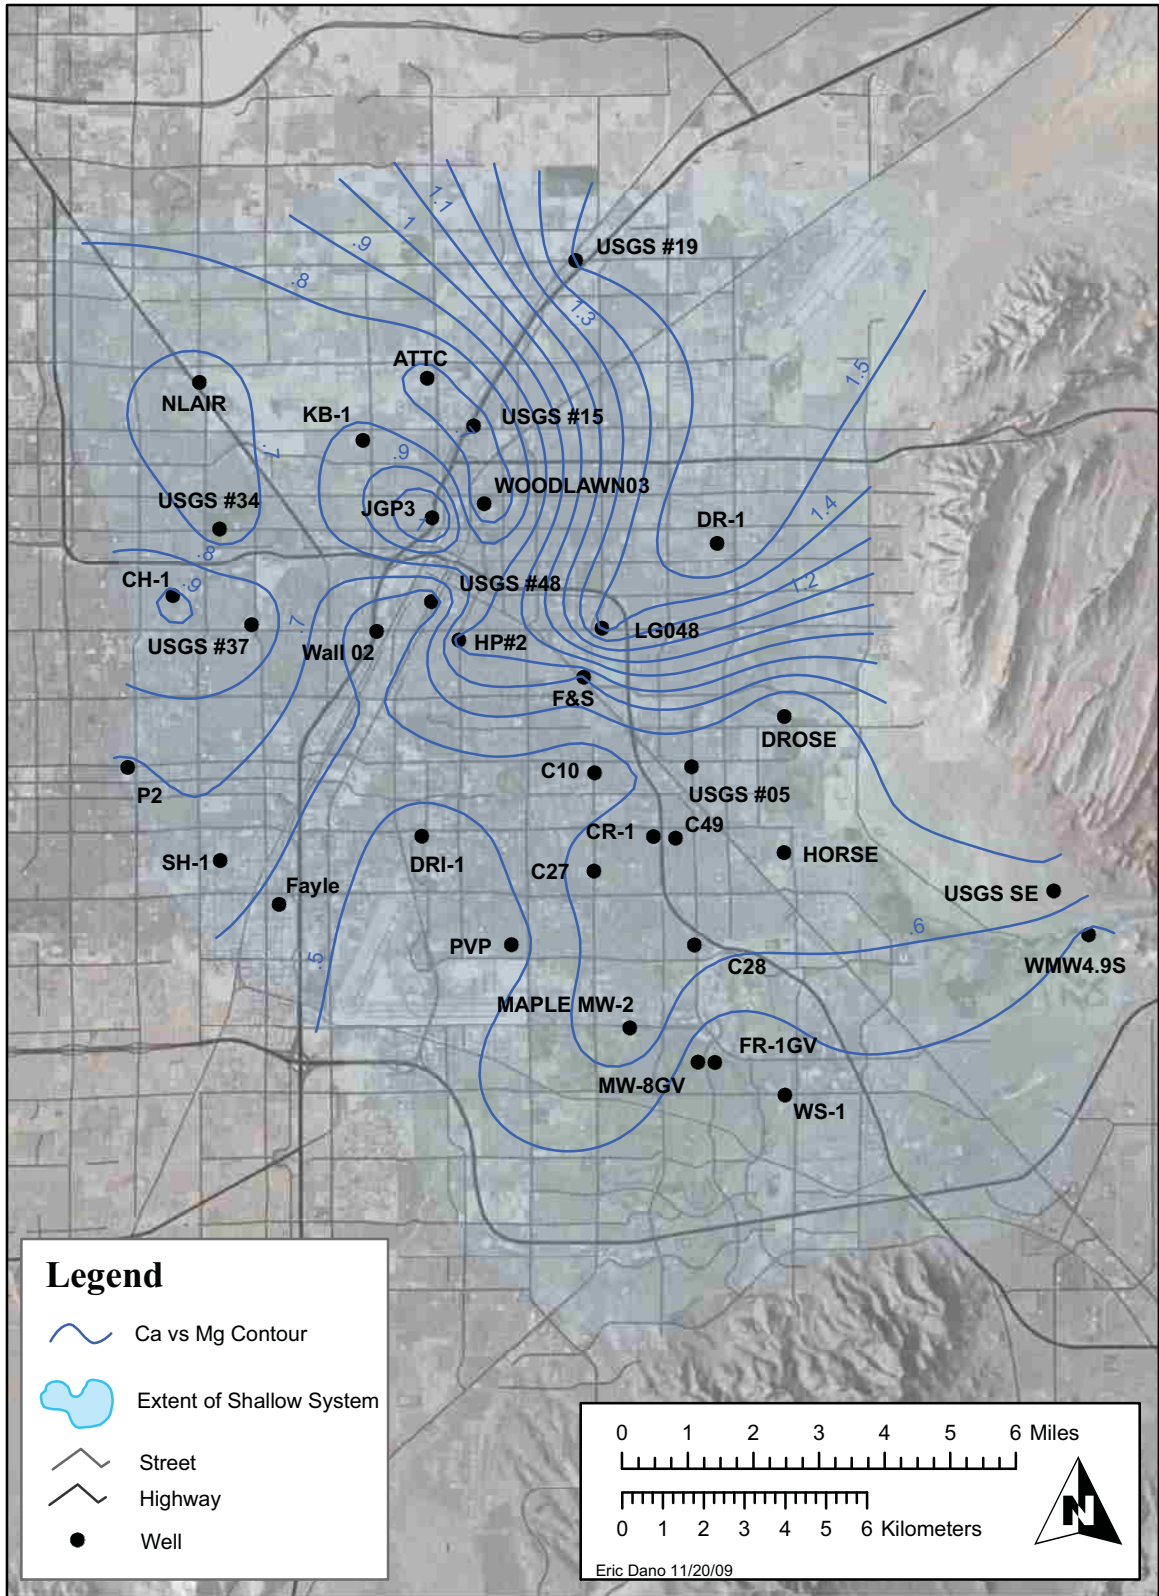 1.1
1
.9
.8
USGS #19
1.3
1.5
ATTC
NLAIR
KB-1
USGS #15
.7
.9
WOODLAWN03
USGS #34
JGP3
1.4
DR-1
.8
CH-1
.9
USGS #48
1.2
USGS #37
.7
Wall 02
HP#2
LG048
F&S
DROSE
P2
C10
USGS #05
CR-1
C49
SH-1
DRI-1
C27
HORSE
Fayle
USGS SE
.6
.5
PVP
C28
WMW4.9S
MAPLE MW-2
FR-1GV
MW-8GV
WS-1
Legend
Ca vs Mg Contour
Extent of Shallow System
Street
Highway
Well
0 1 2 3 4 5 6 Miles
0 1 2 3 4 5 6 Kilometers
N
Eric Dano 11/20/09